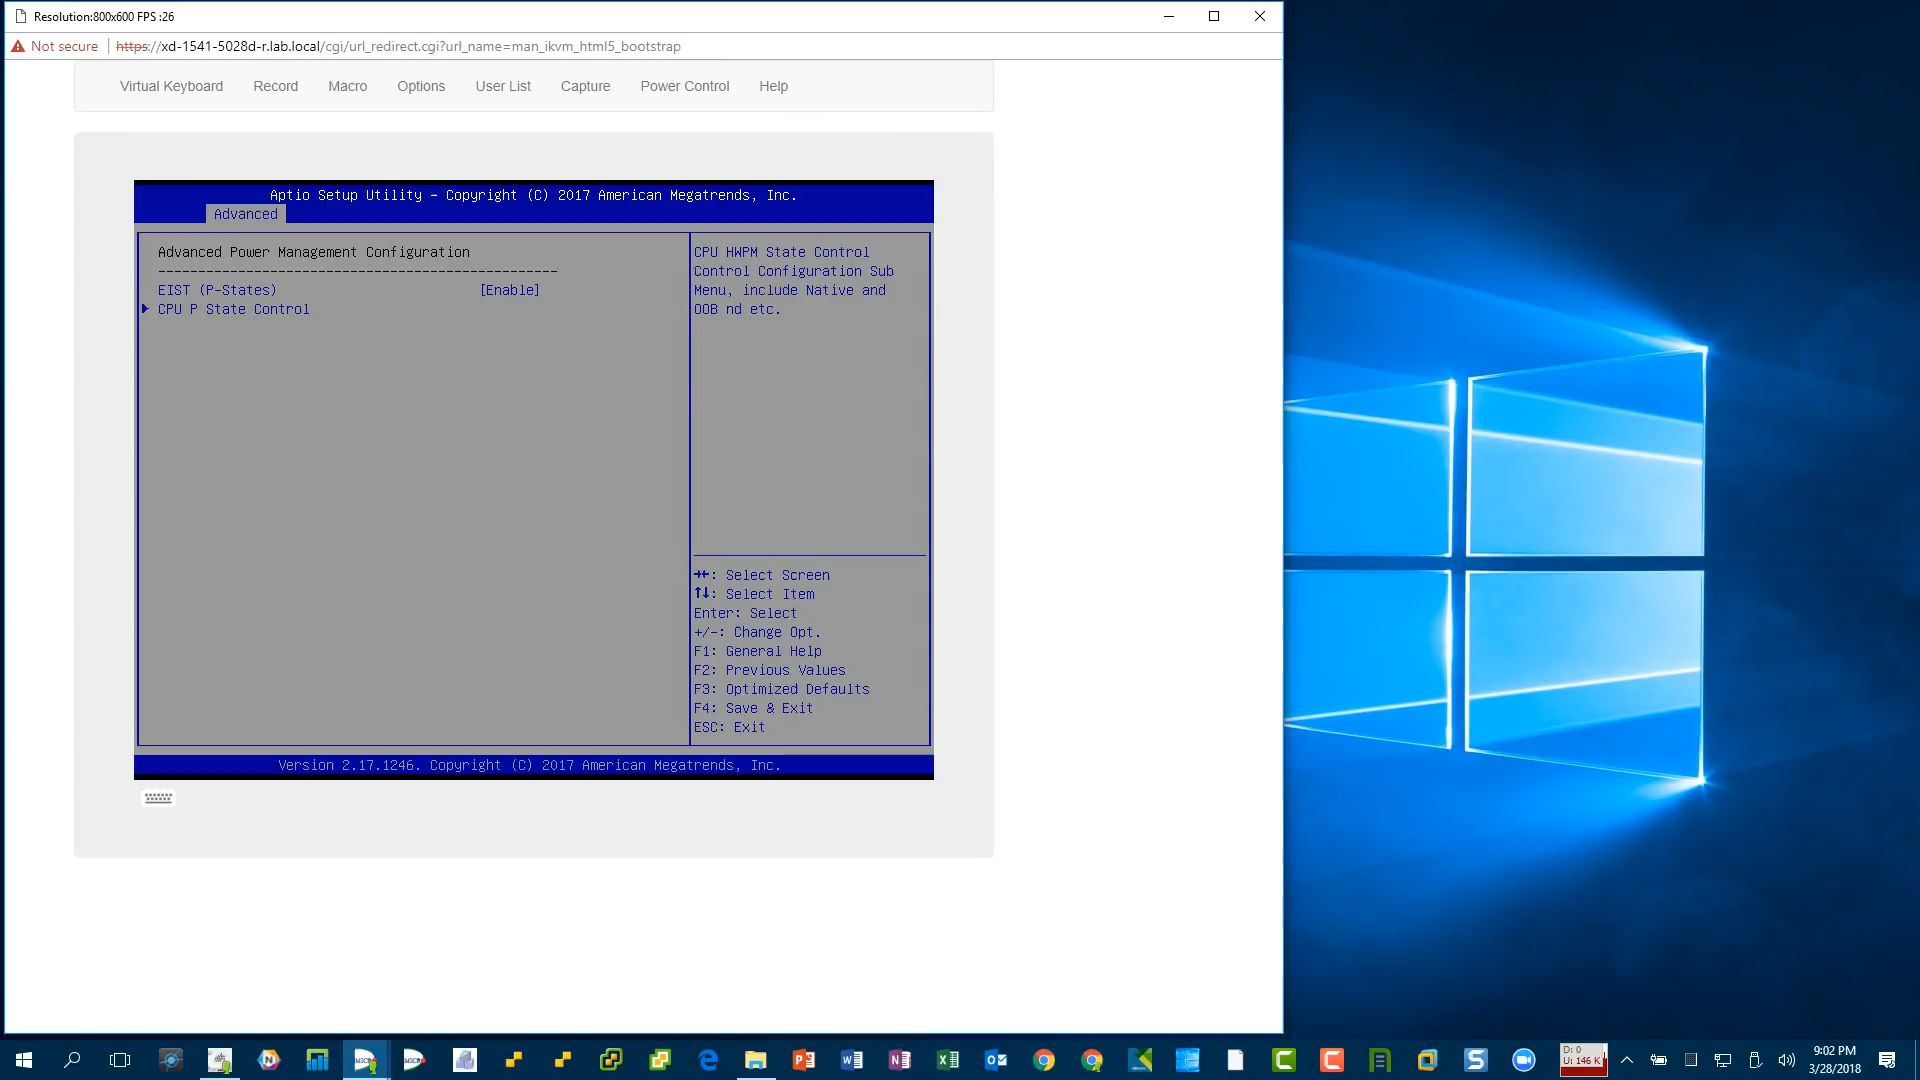 Resolution:800x600 FPS :26
Not secure https://xd-1541-5028d-r.lab.local/cgi/url_redirect.cgi?url_name=man_ikvm_html5_bootstrap
Virtual Keyboard Record Macro Options User List Capture Power Control Help
Aptio Setup Utility – Copyright (C) 2017 American Megatrends, Inc.
Advanced
Advanced Power Management Configuration
--------------------------------------------------
EIST (P-States) [Enable]
CPU P State Control
CPU HWPM State Control
Control Configuration Sub
Menu, include Native and
OOB nd etc.
: Select Screen
↑↓: Select Item
Enter: Select
+/-: Change Opt.
F1: General Help
F2: Previous Values
F3: Optimized Defaults
F4: Save & Exit
ESC: Exit
Version 2.17.1246. Copyright (C) 2017 American Megatrends, Inc.
D: 0
U: 146 K
9:02 PM
3/28/2018